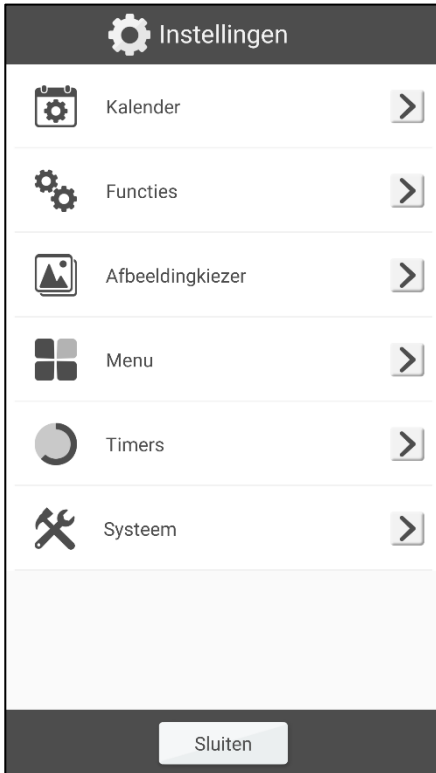 Instellingen
Kalender
Functies
Afbeeldingkiezer
Menu
Timers
Systeem
Sluiten